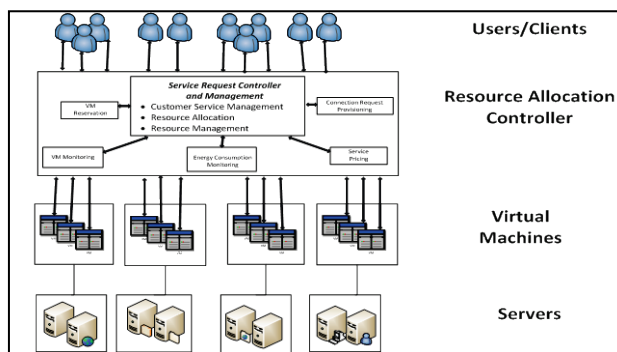 Users/Clients
Service Request Controller
and Management
• Customer Service Management
• Resource Allocation
• Resource Management
VM
Reservation
Connection Request
Provisioning
Resource Allocation
Controller
VM Monitoring
Energy Consumption
Monitoring
Service
Pricing
Virtual
Machines
Servers